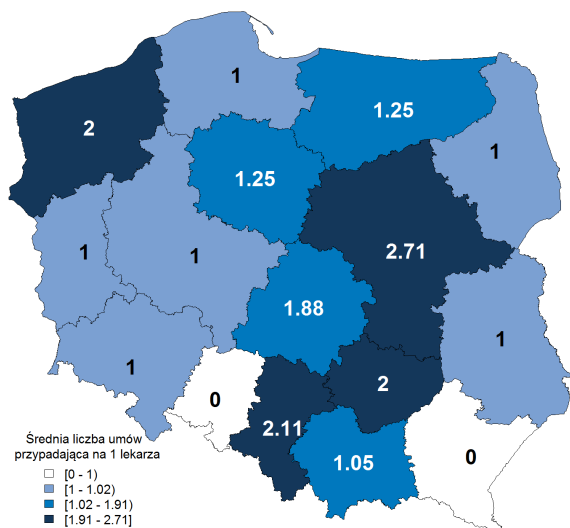 1
1.25
2
1
1.25
2.71
1
1
1.88
1
1
2
0
2.11
1.05
0
Średnia liczba umów
przypadająca na 1 lekarza
[0 - 1)
[1 - 1.02)
[1.02 - 1.91)
[1.91 - 2.71]